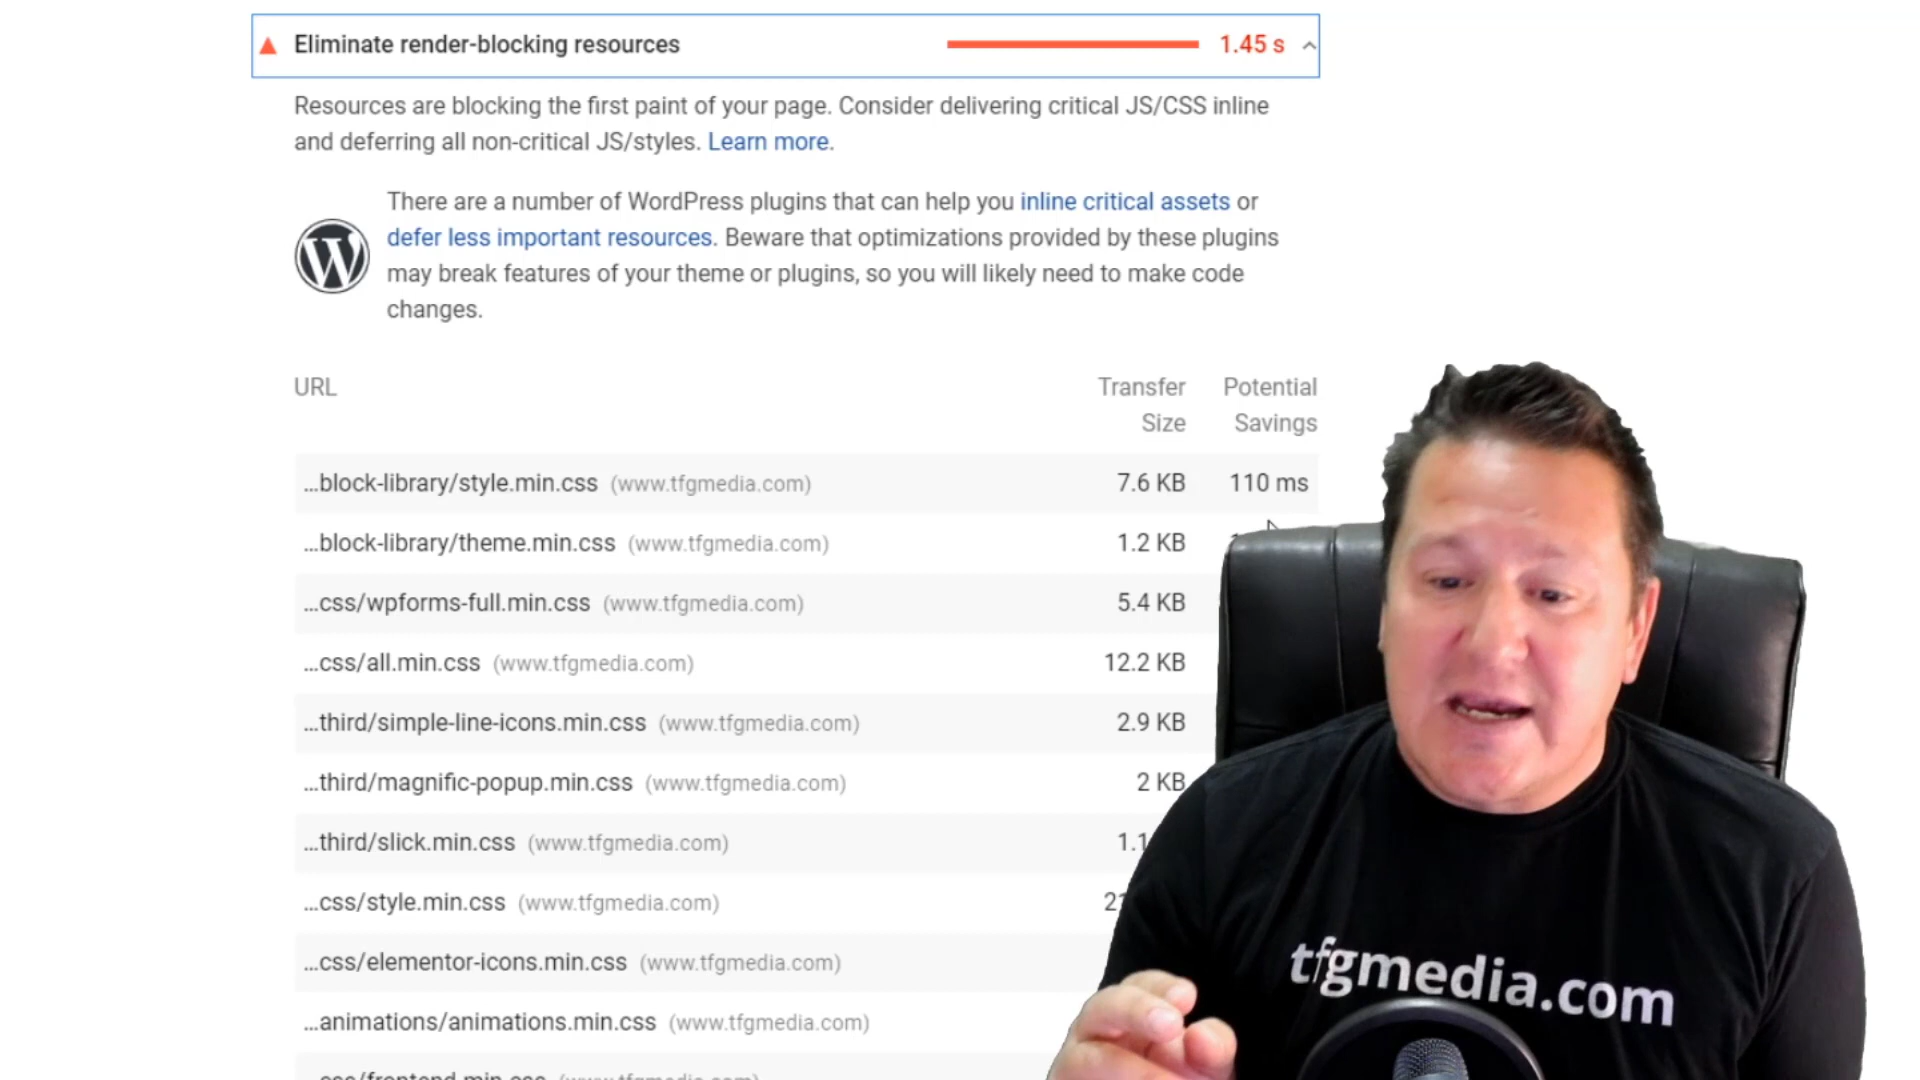 Eliminate render-blocking resources 1.45 s
Resources are blocking the first paint of your page. Consider delivering critical JS/CSS inline
and deferring all non-critical JS/styles. Learn more.
There are a number of WordPress plugins that can help you inline critical assets or
defer less important resources. Beware that optimizations provided by these plugins
may break features of your theme or plugins, so you will likely need to make code
changes.
URL Transfer Potential
Size Savings
...block-library/style.min.css (www.tfgmedia.com) 7.6 KB 110 ms
...block-library/theme.min.css (www.tfgmedia.com) 1.2 KB
...css/wpforms-full.min.css (www.tfgmedia.com) 5.4 KB
...css/all.min.css (www.tfgmedia.com) 12.2 KB
...third/simple-line-icons.min.css (www.tfgmedia.com) 2.9 KB
...third/magnific-popup.min.css (www.tfgmedia.com) 2 KB
...third/slick.min.css (www.tfgmedia.com)
...css/style.min.css (www.tfgmedia.com)
...css/elementor-icons.min.css (www.tfgmedia.com)
...animations/animations.min.css (www.tfgmedia.com)
tfgmedia.com